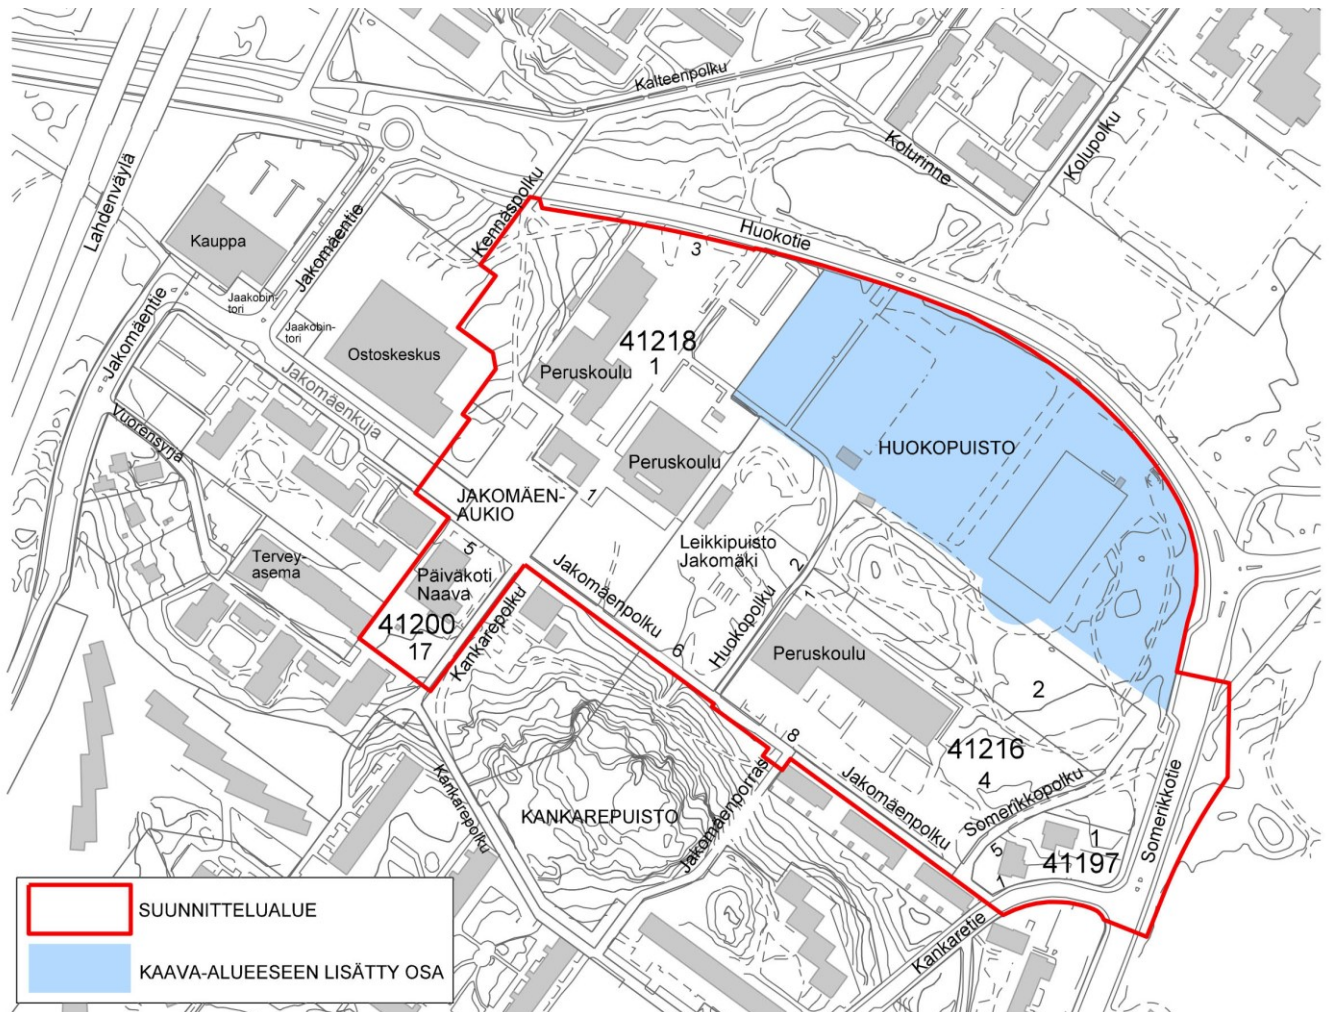 Kalteenpolku
Kolurinne
Kolupolku
Lahdenväylä
Kennäspolku
Huokotie
3
Kauppa
Jakomäentie
Jaakobin-
tori
Jaakobin-
tori
Jakomäentie
Ostoskeskus
41218
1
Peruskoulu
Jakomäenkuja
Vuorensyrjä
HUOKOPUISTO
Peruskoulu
JAKOMÄEN-
AUKIO
1
5
Leikkipuisto
Jakomäki
Tervey-
asema
Päiväkoti
Naava
2
Jakomäenpolku
1
41200
17
Kankarepolku
6
Huokopolku
Peruskoulu
2
8
41216
4
Jakomäenpolku
Somerikkopolku
Somerikkotie
Kankarepolku
KANKAREPUISTO
Jakomäenporras
5
1
41197
1
Kankaretie
SUUNNITTELUALUE
KAAVA-ALUEESEEN LISÄTTY OSA